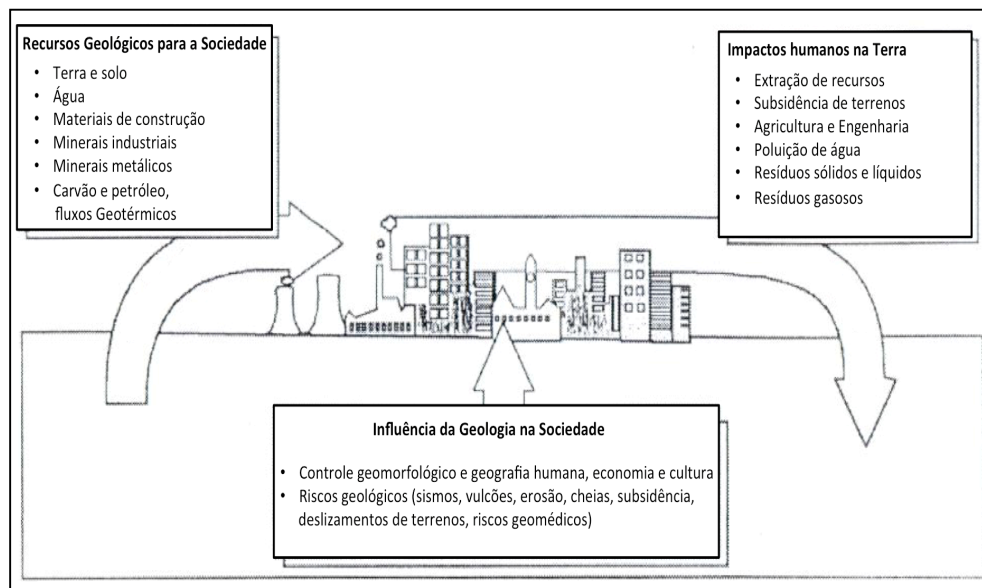 Recursos Geológicos para a Sociedade
• Terra e solo
• Água
• Materiais de construção
• Minerais industriais
• Minerais metálicos
• Carvão e petróleo,
fluxos Geotérmicos
Impactos humanos na Terra
• Extração de recursos
• Subsidência de terrenos
• Agricultura e Engenharia
• Poluição de água
• Resíduos sólidos e líquidos
• Resíduos gasosos
Influência da Geologia na Sociedade
• Controle geomorfológico e geografia humana, economia e cultura
• Riscos geológicos (sismos, vulcões, erosão, cheias, subsidência,
deslizamentos de terrenos, riscos geomédicos)